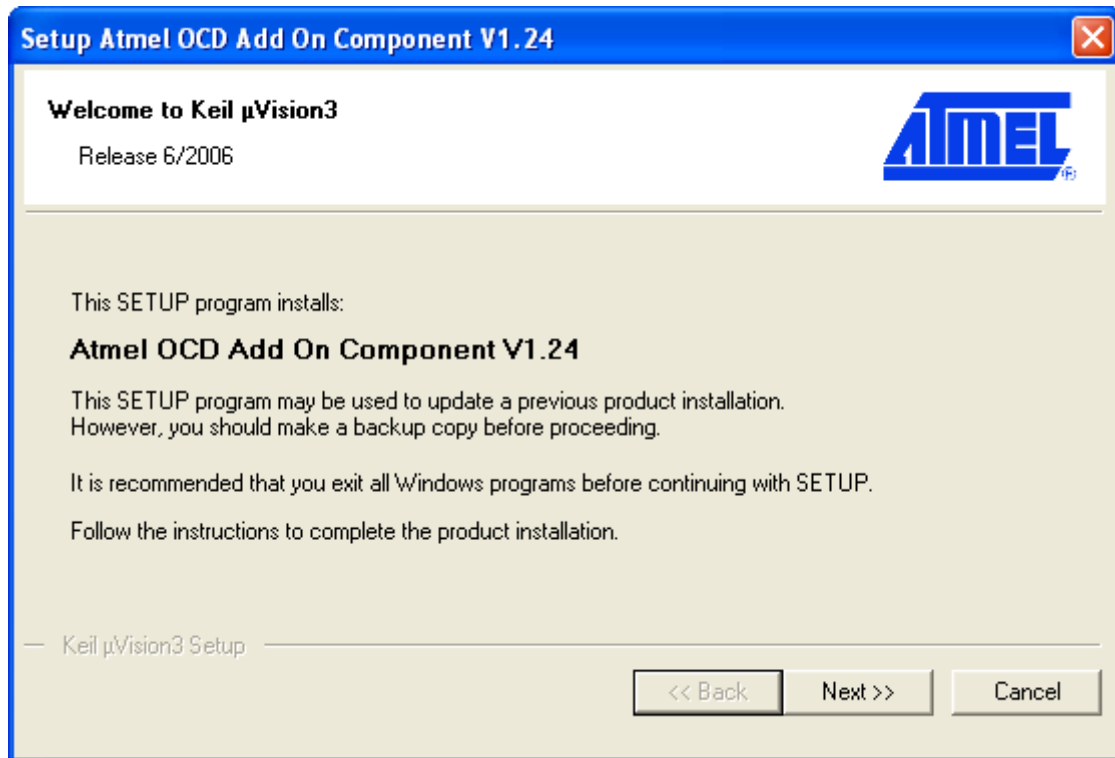 Setup Atmel OCD Add On Component V1.24
Welcome to Keil µVision3
Release 6/2006
ATMEL®
This SETUP program installs:
Atmel OCD Add On Component V1.24
This SETUP program may be used to update a previous product installation.
However, you should make a backup copy before proceeding.
It is recommended that you exit all Windows programs before continuing with SETUP.
Follow the instructions to complete the product installation.
Keil µVision3 Setup
<< Back
Next >>
Cancel